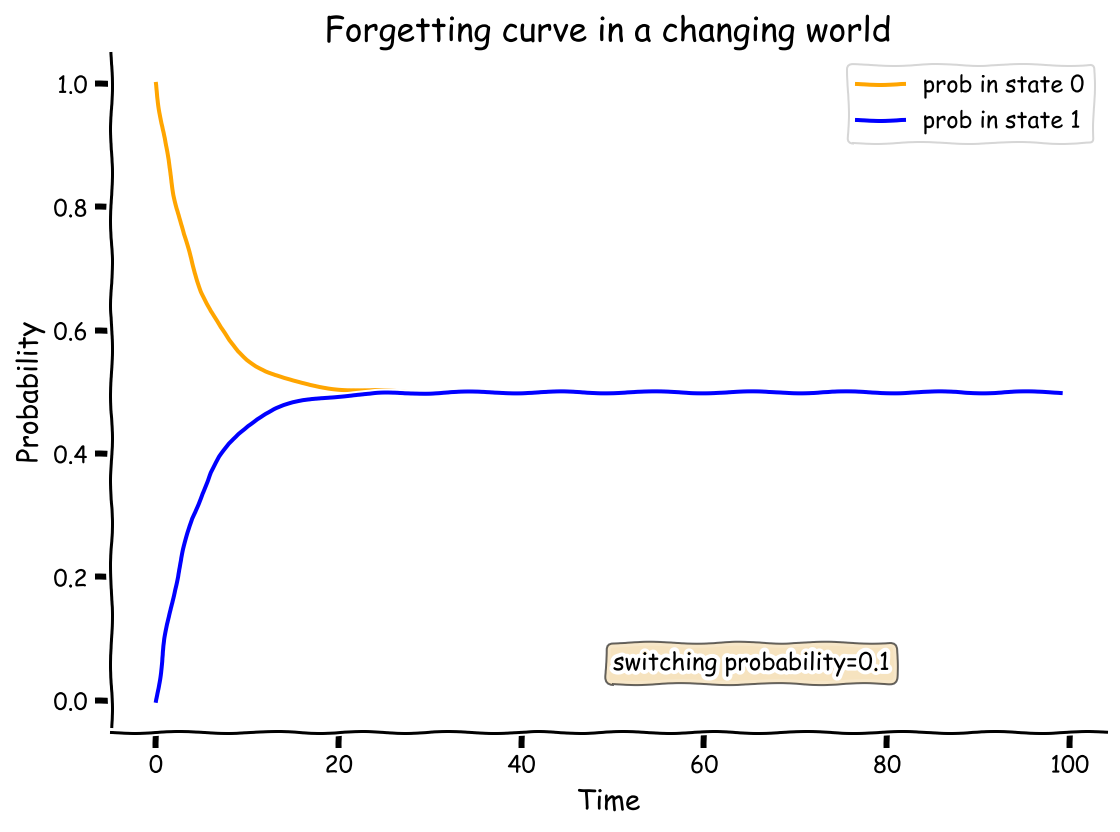 Forgetting curve in a changing world
prob in state 0
prob in state 1
1.0
0.8
0.6
0.4
0.2
0.0
Probability
switching probability=0.1
0 20 40 60 80 100
Time